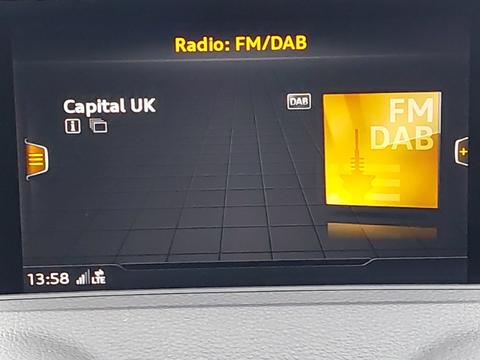 Radio: FM/DAB
Capital UK
DAB
FM
DAB
13:58 LTE